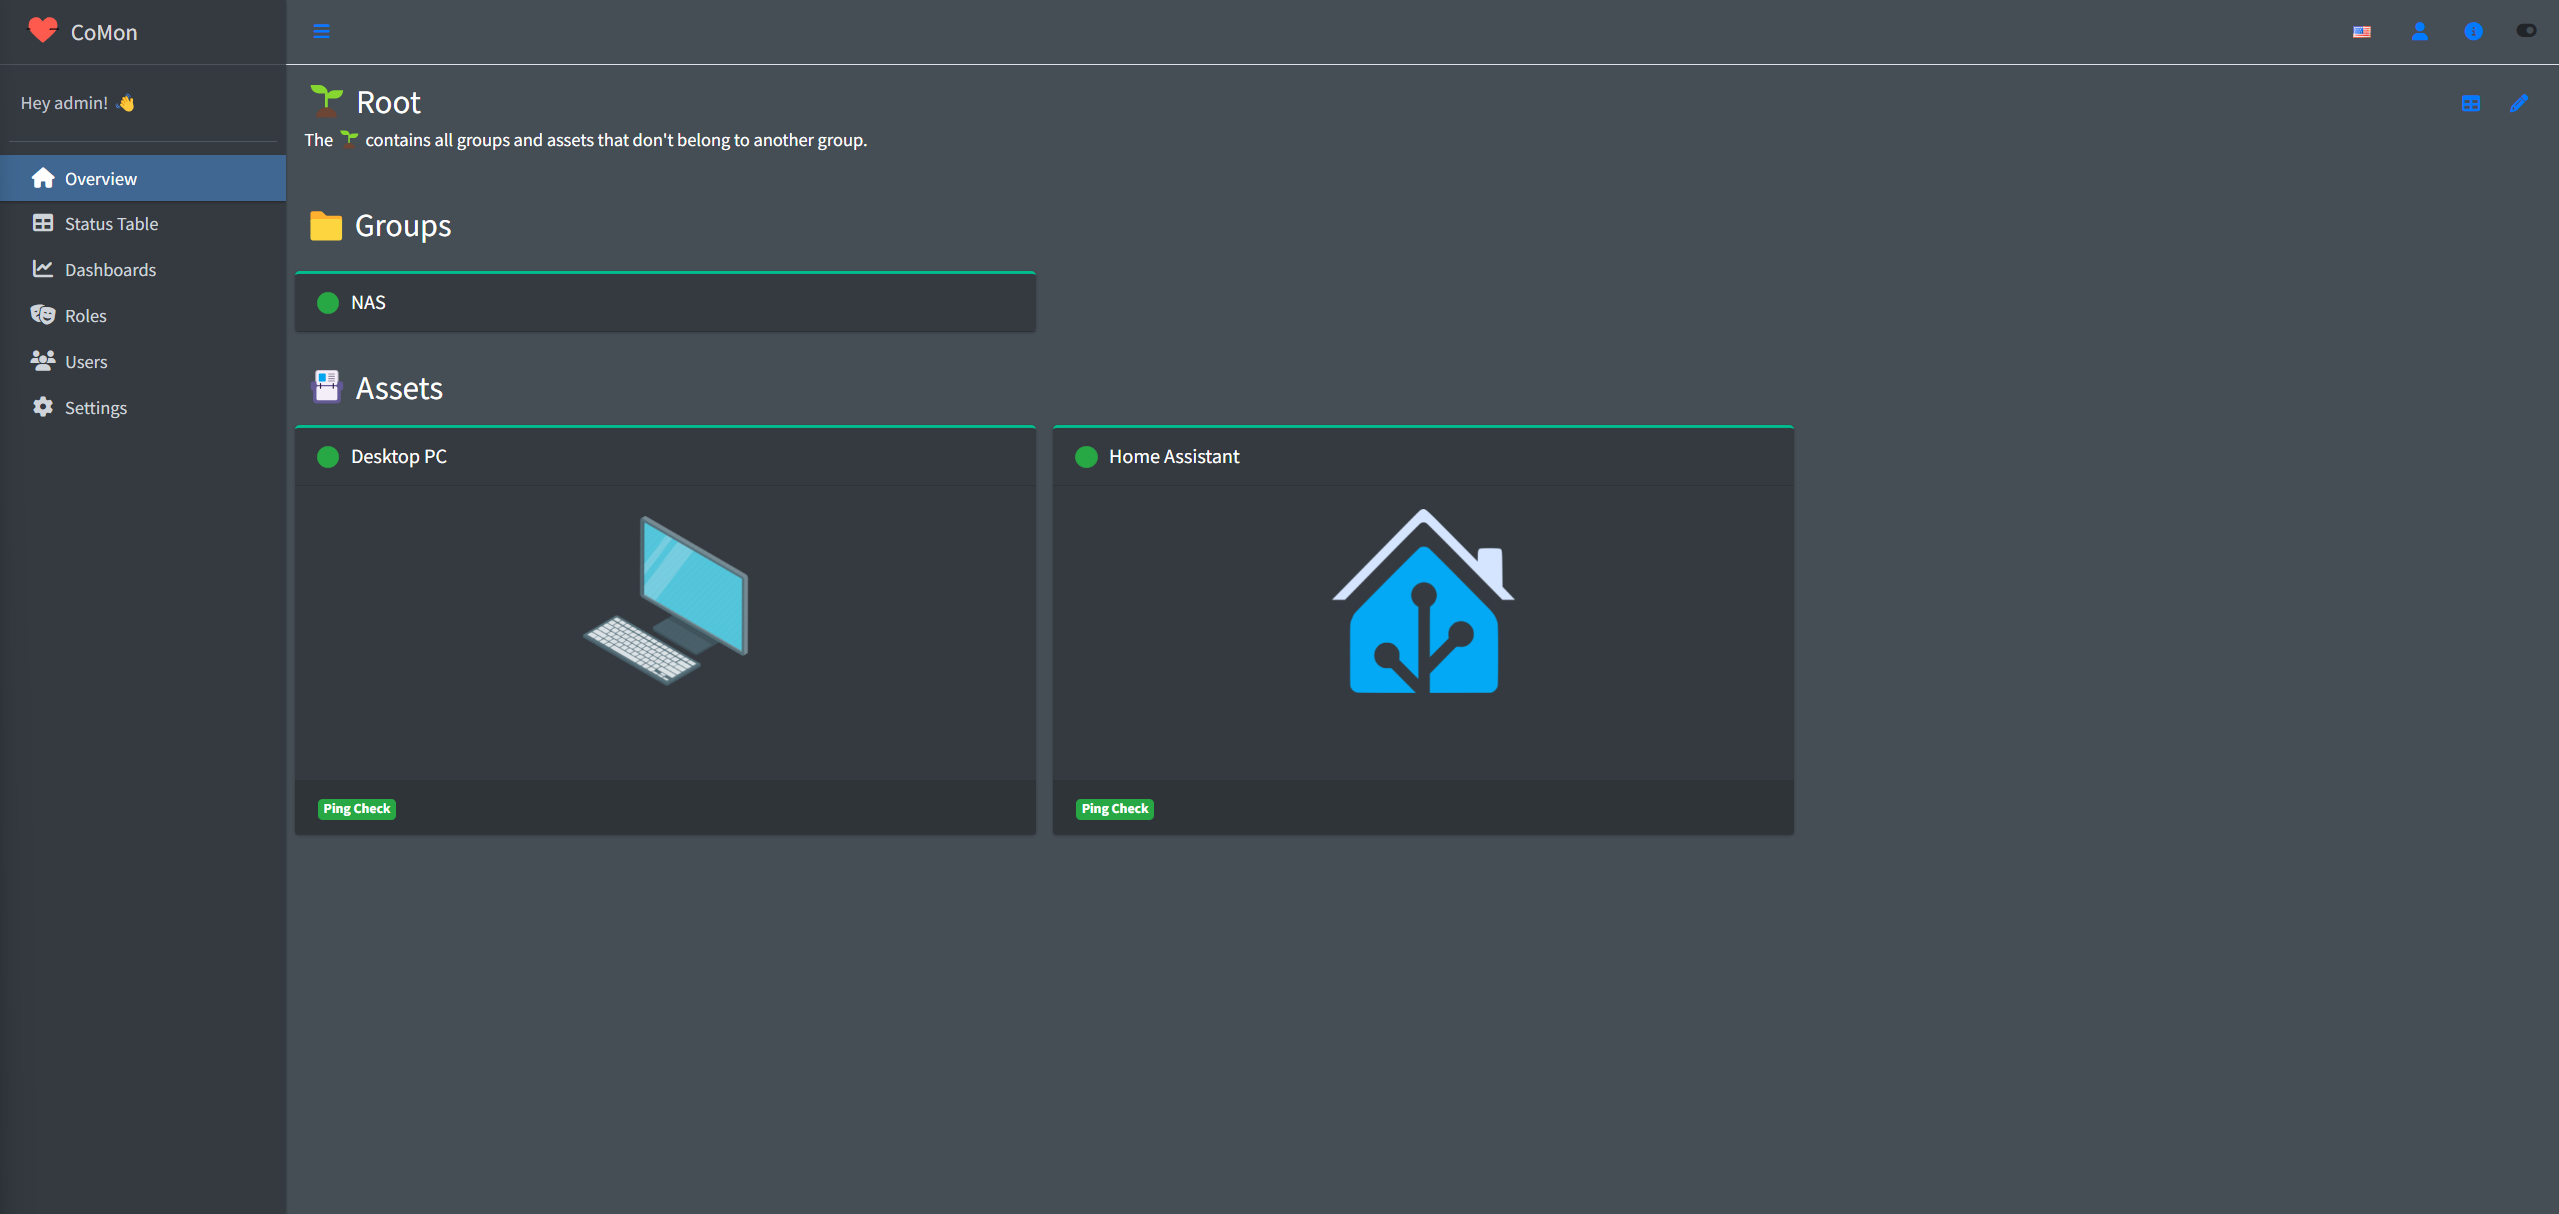 CoMon
Hey admin! 👋
Overview
Status Table
Dashboards
Roles
Users
Settings
Root
The 🌱 contains all groups and assets that don't belong to another group.
Groups
NAS
Assets
Desktop PC
Home Assistant
Ping Check
Ping Check